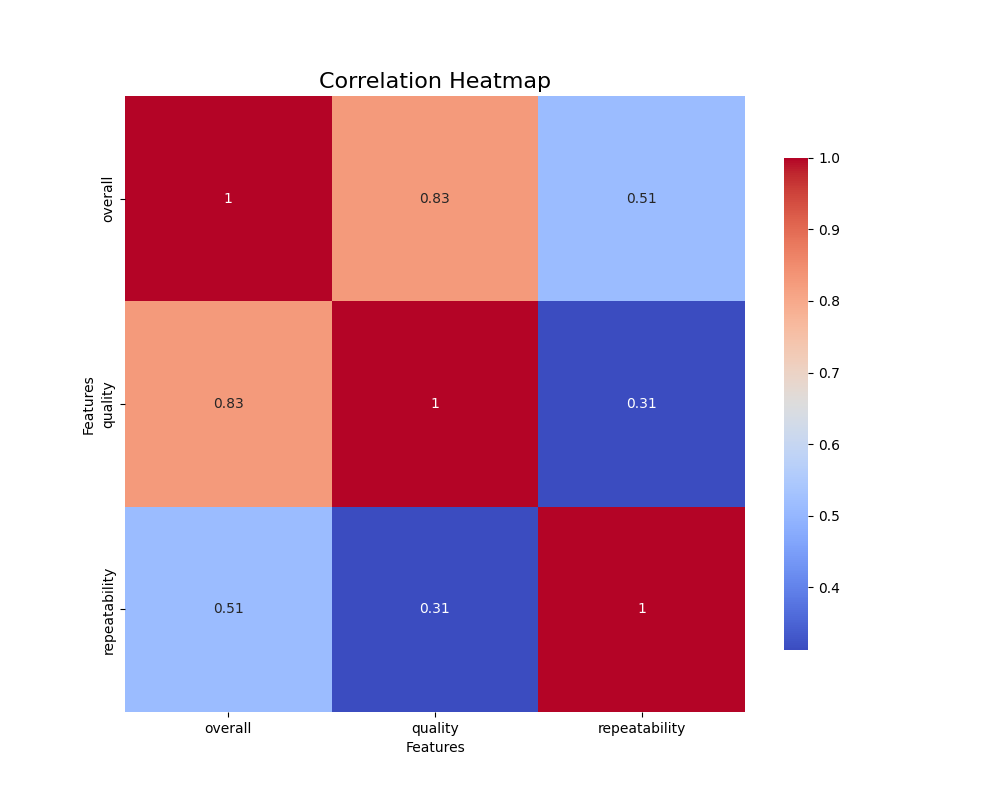 Correlation Heatmap
overall
1
0.83
0.51
Features
quality
0.83
1
0.31
repeatability
0.51
0.31
1
overall
quality
repeatability
Features
1.0
0.9
0.8
0.7
0.6
0.5
0.4